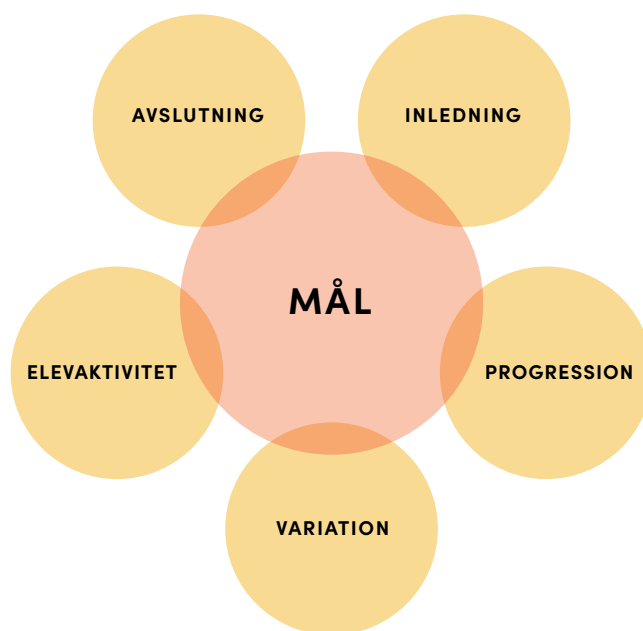 AVSLUTNING
INLEDNING
MÅL
ELEVAKTIVITET
PROGRESSION
VARIATION